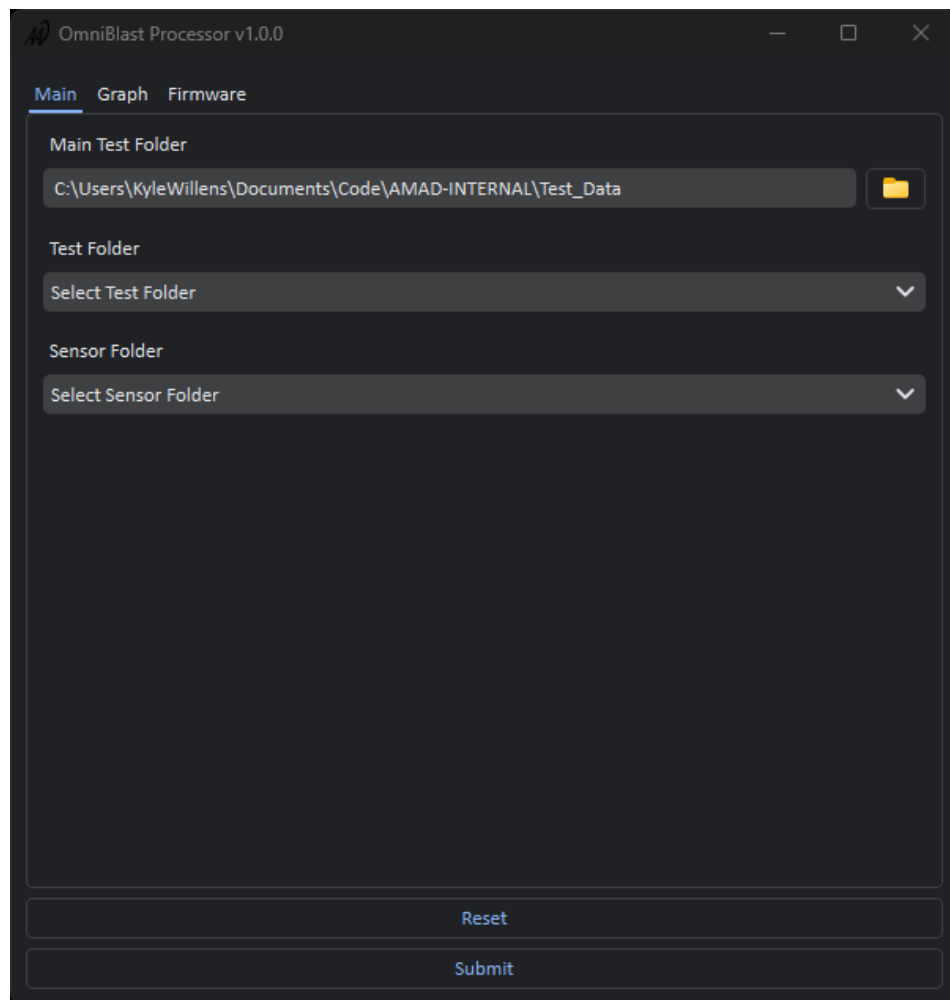 OmniBlast Processor v1.0.0
Main Graph Firmware
Main Test Folder
C:\Users\KyleWillens\Documents\Code\AMAD-INTERNAL\Test_Data
Test Folder
Select Test Folder
Sensor Folder
Select Sensor Folder
Reset
Submit